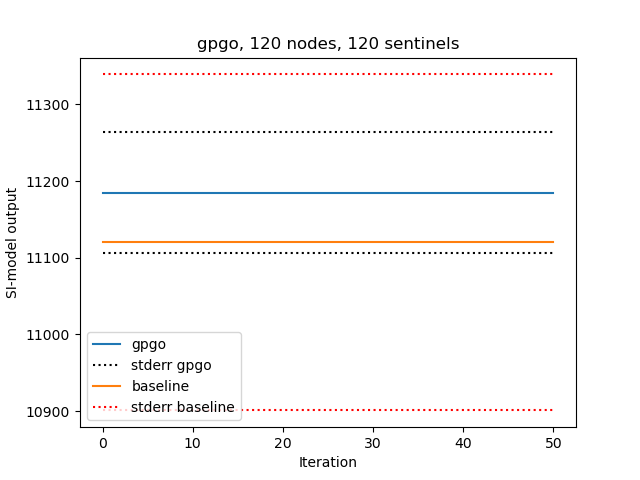 gpgo, 120 nodes, 120 sentinels
SI-model output
11300
11200
11100
11000
10900
gpgo
stderr gpgo
baseline
stderr baseline
0 10 20 30 40 50
Iteration